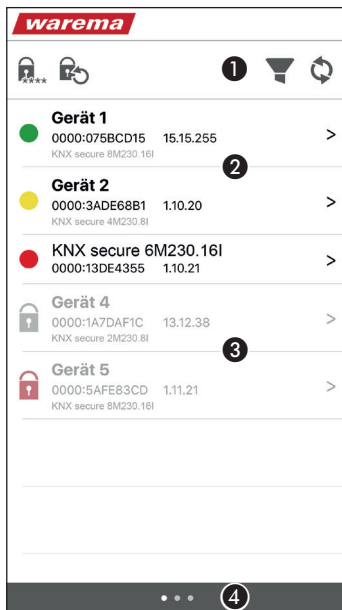 warema
****
1
Gerät 1
0000:075BCD15 15.15.255
KNX secure 8M230.16I
2
Gerät 2
0000:3ADE68B1 1.10.20
KNX secure 4M230.8I
KNX secure 6M230.16I
0000:13DE4355 1.10.21
Gerät 4
0000:1A7DAF1C 13.12.38
KNX secure 2M230.8I
3
Gerät 5
0000:5AFE83CD 1.11.21
KNX secure 8M230.16I
4